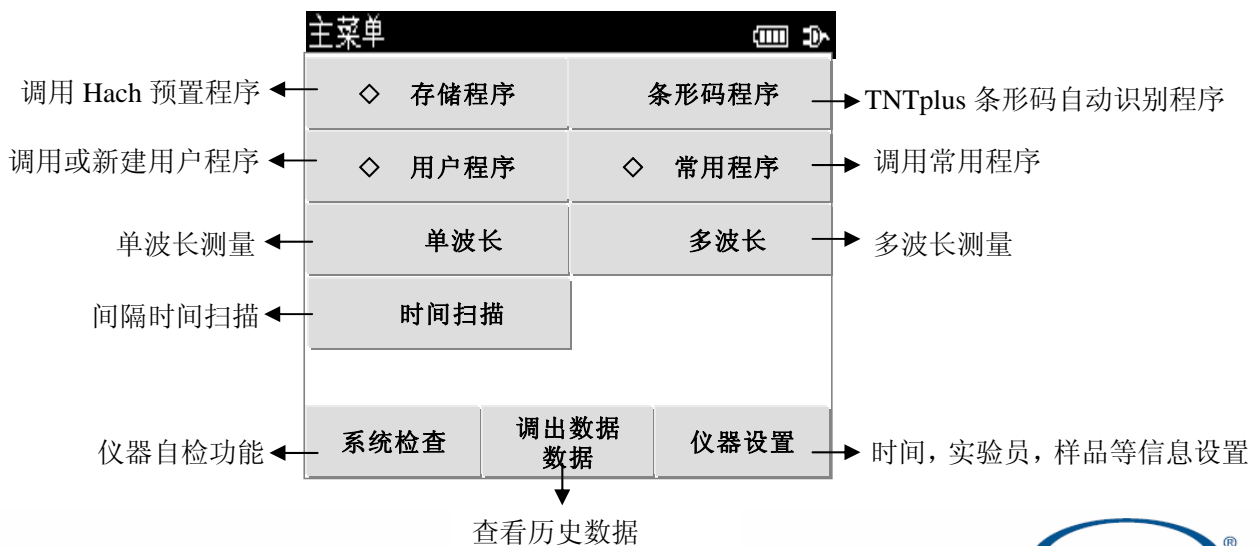 主菜单
调用 Hach 预置程序
◇ 存储程序
条形码程序
TNTplus 条形码自动识别程序
调用或新建用户程序
◇ 用户程序
◇ 常用程序
调用常用程序
单波长测量
单波长
多波长
多波长测量
间隔时间扫描
时间扫描
仪器自检功能
系统检查
调出数据
数据
仪器设置
时间，实验员，样品等信息设置
查看历史数据
®